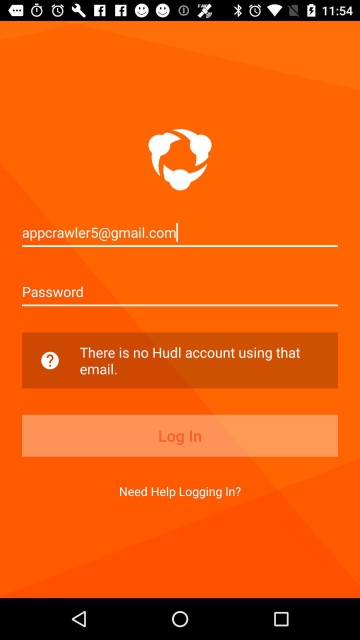 11:54
appcrawler5@gmail.com
Password
There is no Hudl account using that
email.
Log In
Need Help Logging In?